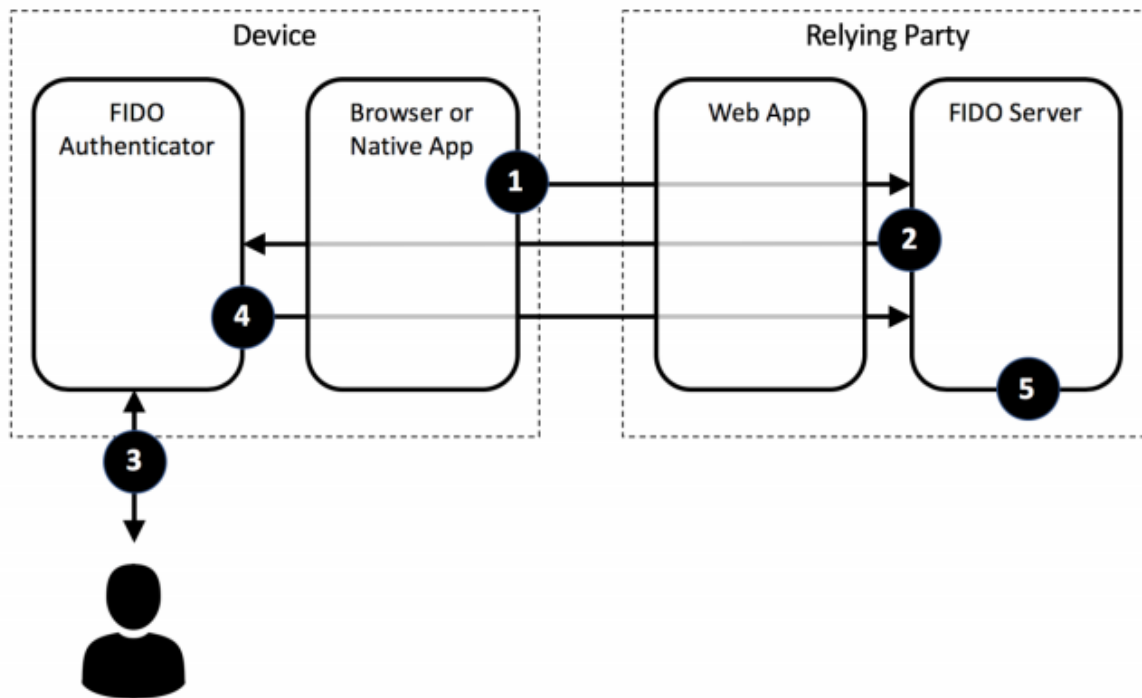 Device
Relying Party
FIDO
Authenticator
Browser or
Native App
Web App
FIDO Server
1
2
4
5
3